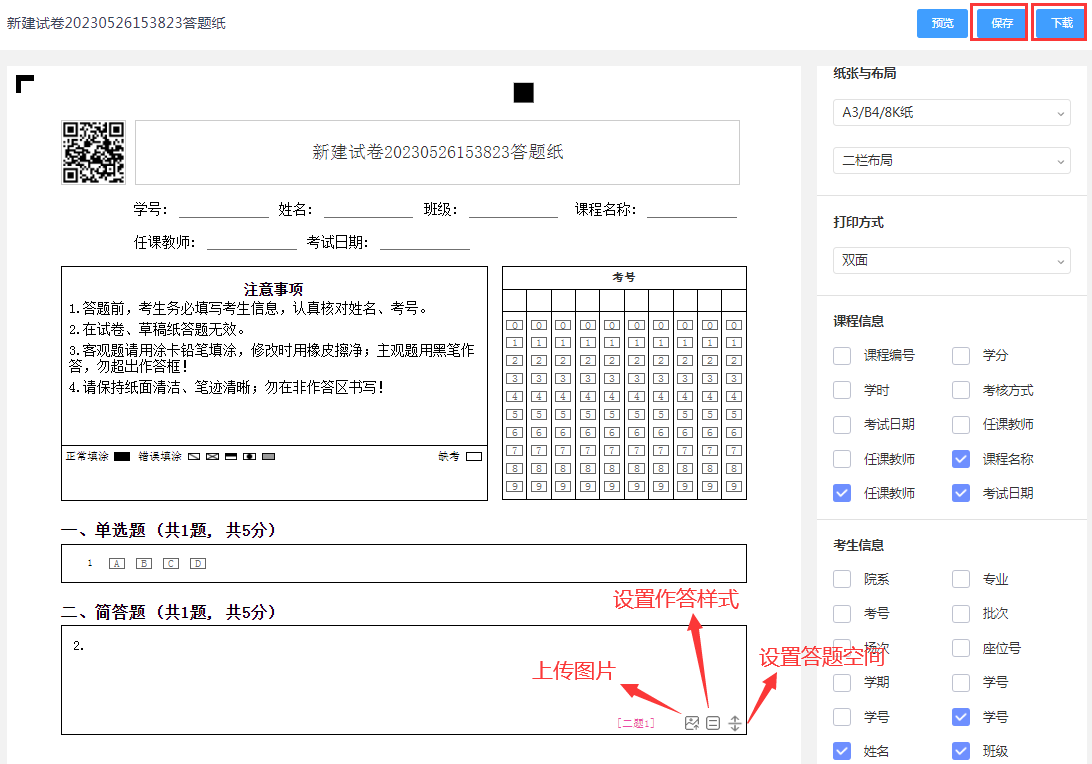 新建试卷20230526153823答题纸
预览 保存 下载
新建试卷20230526153823答题纸
学号： 姓名： 班级： 课程名称：
任课教师： 考试日期：
注意事项
1.答题前，考生务必填写考生信息，认真核对姓名、考号。
2.在试卷、草稿纸答题无效。
3.客观题请用涂卡铅笔填涂，修改时用橡皮擦净；主观题用黑笔作
答，勿超出作答框！
4.请保持纸面清洁、笔迹清晰；勿在非作答区书写！
正常填涂 错误填涂 缺考
考号
0 0 0 0 0 0 0 0 0 0
1 1 1 1 1 1 1 1 1 1
2 2 2 2 2 2 2 2 2 2
3 3 3 3 3 3 3 3 3 3
4 4 4 4 4 4 4 4 4 4
5 5 5 5 5 5 5 5 5 5
6 6 6 6 6 6 6 6 6 6
7 7 7 7 7 7 7 7 7 7
8 8 8 8 8 8 8 8 8 8
9 9 9 9 9 9 9 9 9 9
一、单选题（共1题, 共5分）
1 A B C D
二、简答题（共1题, 共5分）
设置作答样式
2.
上传图片
设置答题空间
[二题1]
纸张与布局
A3/B4/8K纸
二栏布局
打印方式
双面
课程信息
课程编号 学分
学时 考核方式
考试日期 任课教师
任课教师 课程名称
任课教师 考试日期
考生信息
院系 专业
考号 批次
场次 座位号
学期 学号
学号 学号
姓名 班级